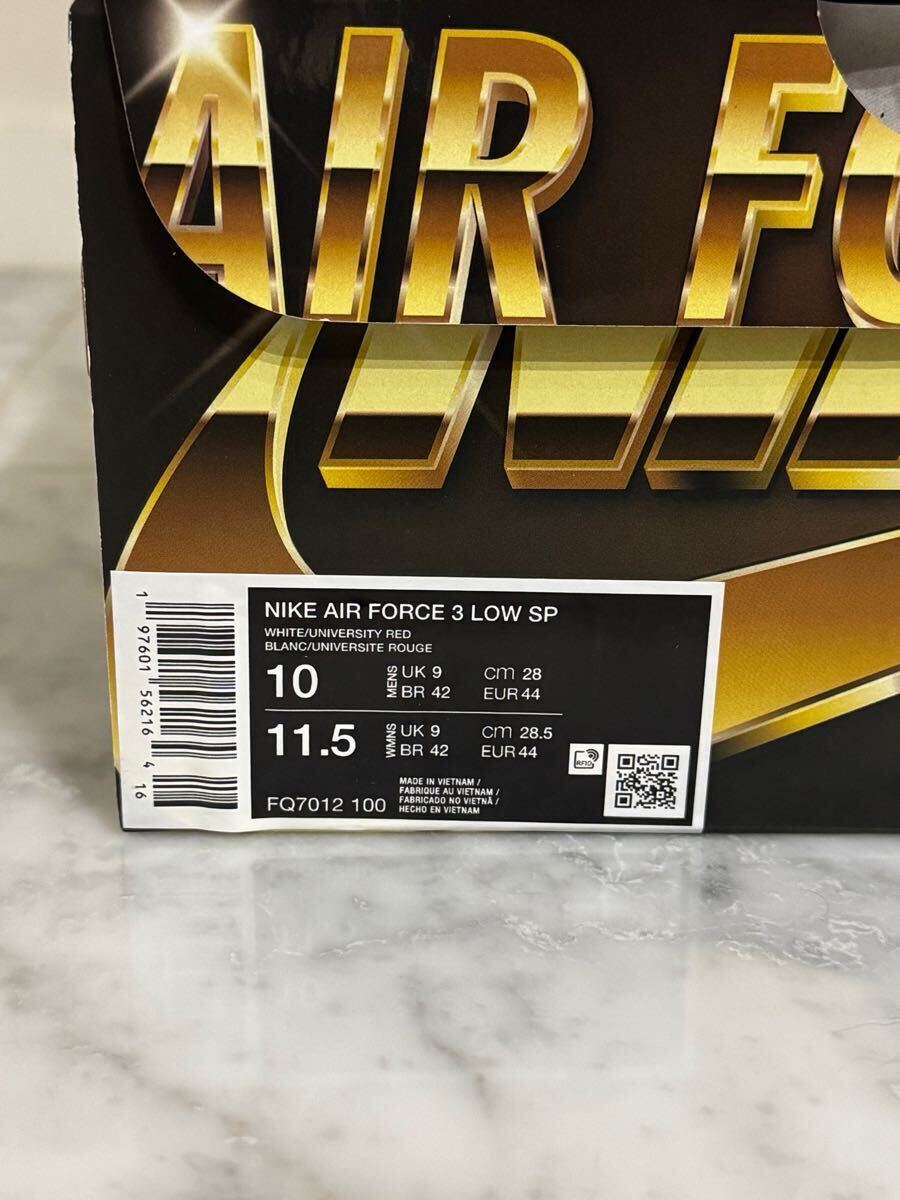 AIR FO
NIKE AIR FORCE 3 LOW SP
WHITE/UNIVERSITY RED
BLANC/UNIVERSITE ROUGE
10 MENS UK 9 cm 28
BR 42 EUR 44
11.5 WMNS UK 9 cm 28.5
BR 42 EUR 44
RFID
FQ7012 100
MADE IN VIETNAM /
FABRIQUE AU VIETNAM /
FABRICADO NO VIETNÃ /
HECHO EN VIETNAM
1 97601 56216 4 16